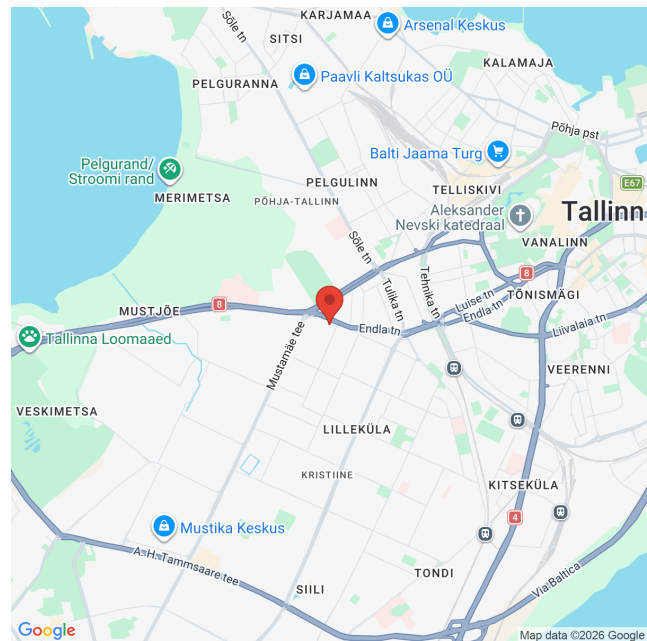 KARJAMAA
Arsenal Keskus
Sõle tn
SITSI
KALAMAJA
Paavli Kaltsukas OÜ
PELGURANNA
Põhja pst
Balti Jaama Turg
Pelgurand/
Stroomi rand
PELGULINN
TELLISKIVI
E67
MERIMETSA
PÕHJA-TALLINN
Aleksander
Nevski katedraal
Tallinn
Sõle tn
VANALINN
Tehnika tn
8
Tulika tn
Luise tn
TÕNISMÄGI
8
MUSTJÕE
Endla tn
Endla tn
Liivalaia tn
Tallinna Loomaaed
Mustamäe tee
VEERENNI
VESKIMETSA
LILLEKÜLA
KRISTIINE
KITSEKÜLA
4
Mustika Keskus
A. H. Tammsaare tee
TONDI
SIILI
Via Baltica
Google
Map data ©2026 Google